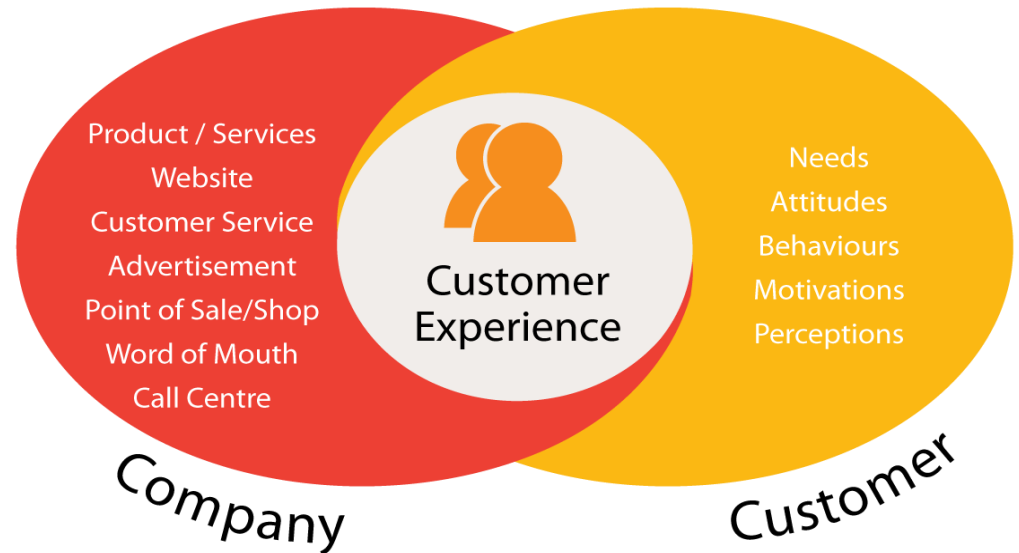 Product / Services
Website
Customer Service
Advertisement
Point of Sale/Shop
Word of Mouth
Call Centre
Company
Customer
Experience
Needs
Attitudes
Behaviours
Motivations
Perceptions
Customer